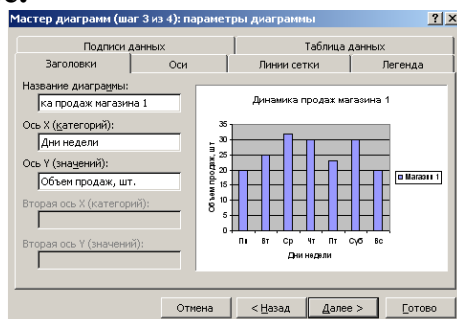 Мастер диаграмм (шаг 3 из 4): параметры диаграммы
Подписи данных
Таблица данных
Заголовки
Оси
Линии сетки
Легенда
Название диаграммы:
ка продаж магазина 1
Ось X (категорий):
Дни недели
Ось Y (значений):
Объем продаж, шт.
Вторая ось X (категорий):
Вторая ось Y (значений):
Динамика продаж магазина 1
Объем продаж, шт
35
30
25
20
15
10
5
0
Пн Вт Ср Чт Пт Суб Вс
Дни недели
Магазин 1
Отмена
< Назад
Далее >
Готово